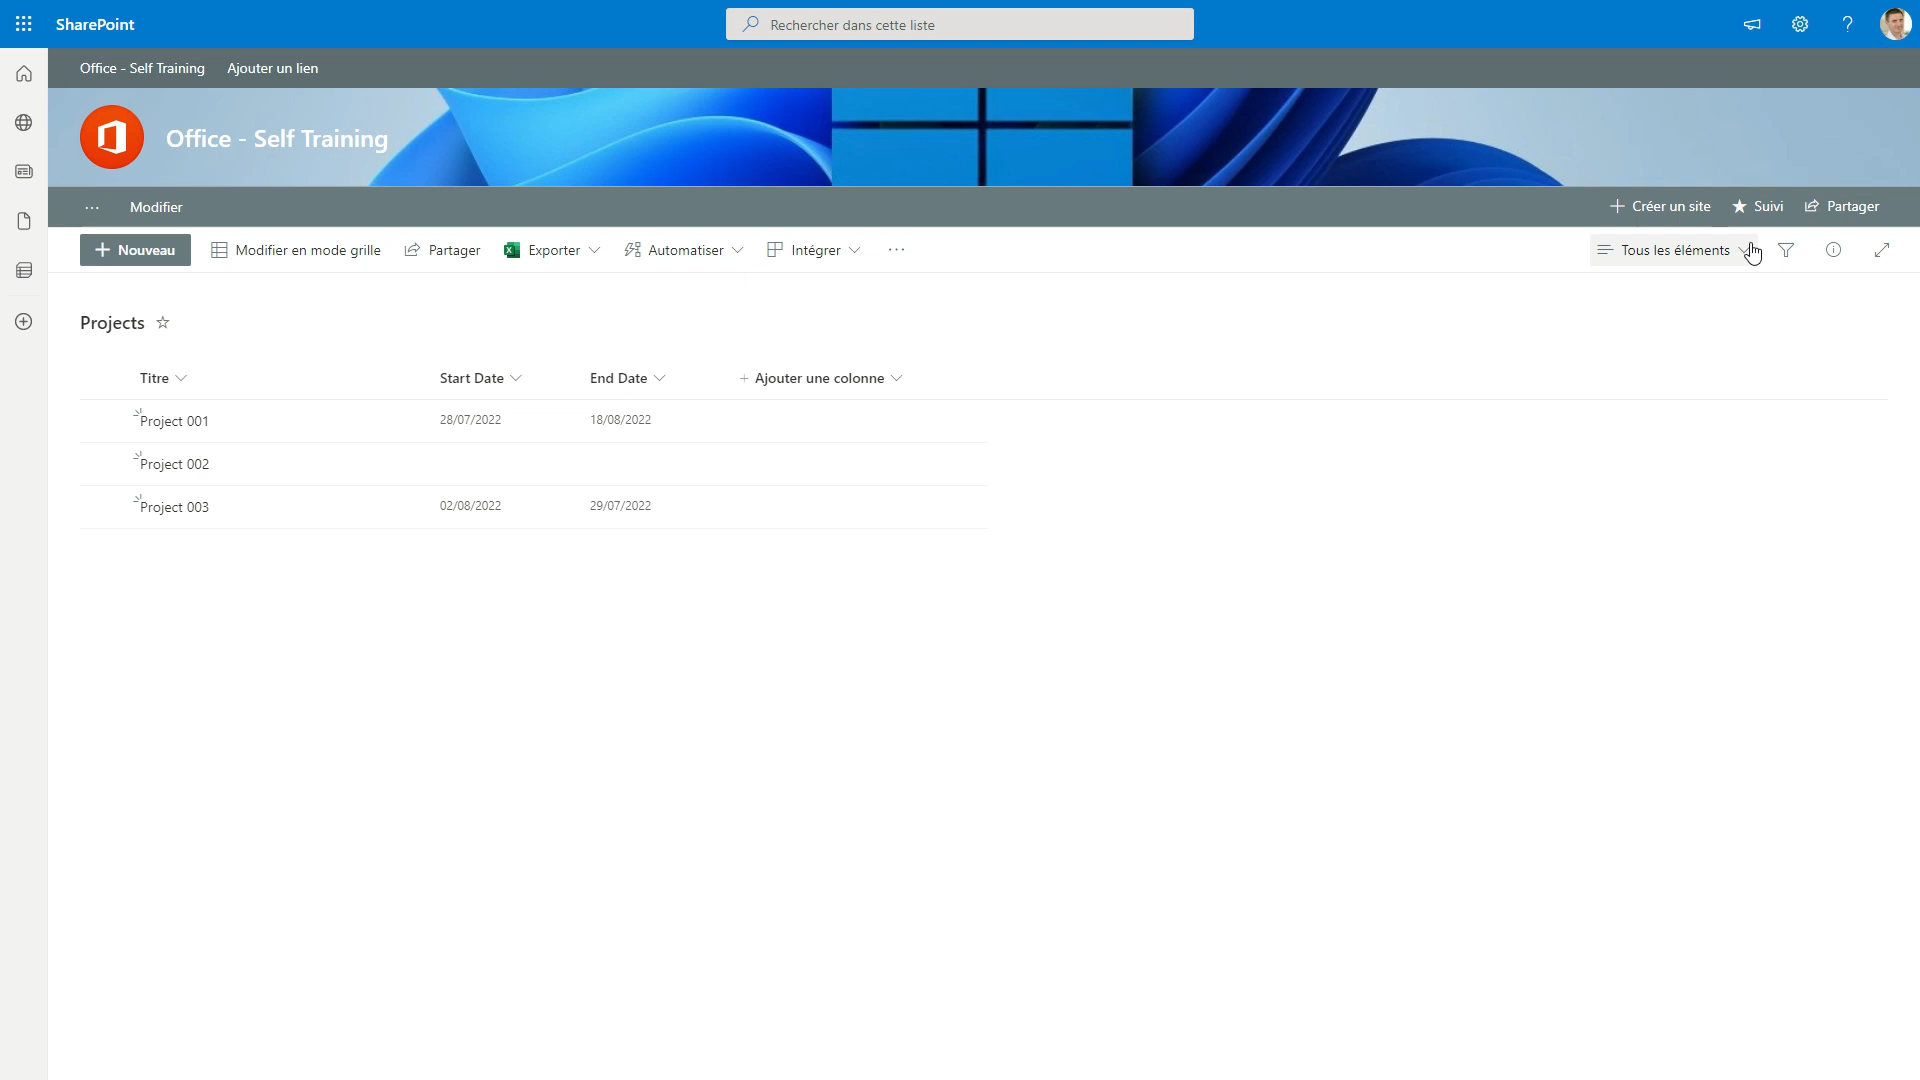 SharePoint
Rechercher dans cette liste
Office - Self Training Ajouter un lien
Office - Self Training
Modifier
Créer un site Suivi Partager
Nouveau Modifier en mode grille Partager Exporter Automatiser Intégrer
Tous les éléments
Projects
Titre Start Date End Date + Ajouter une colonne
Project 001 28/07/2022 18/08/2022
Project 002
Project 003 02/08/2022 29/07/2022